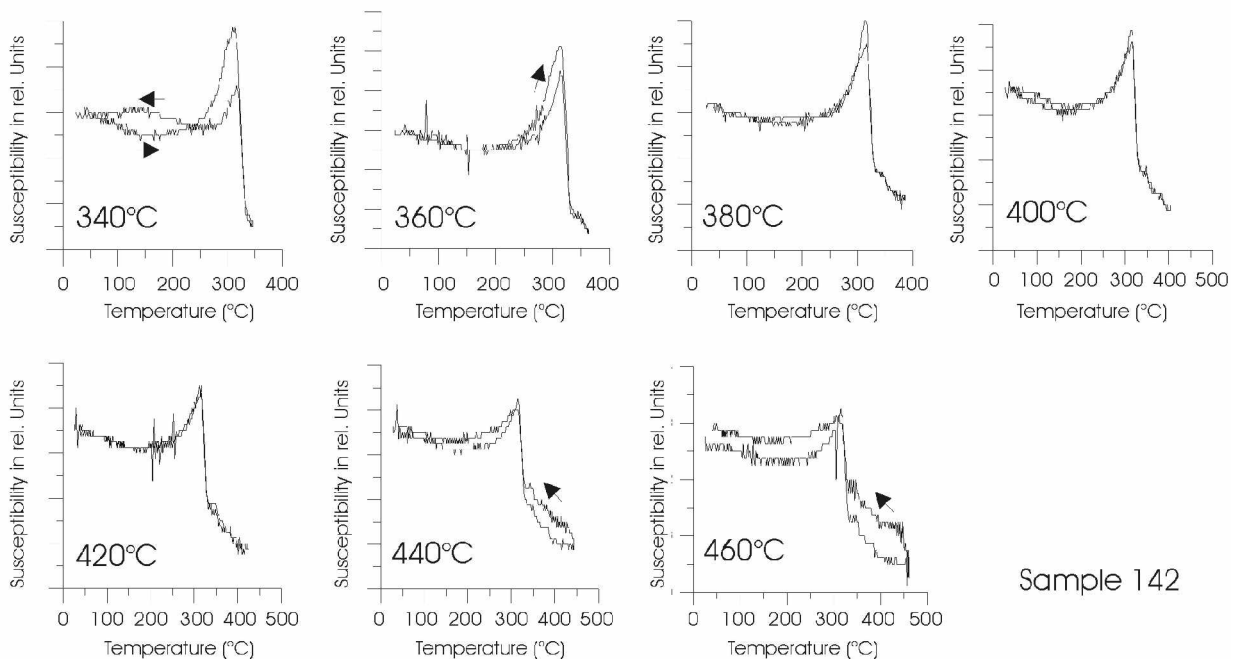 Susceptibility in rel. Units
340°C
0 100 200 300 400
Temperature (°C)
Susceptibility in rel. Units
360°C
0 100 200 300 400
Temperature (°C)
Susceptibility in rel. Units
380°C
0 100 200 300 400
Temperature (°C)
Susceptibility in rel. Units
400°C
0 100 200 300 400 500
Temperature (°C)
Susceptibility in rel. Units
420°C
0 100 200 300 400 500
Temperature (°C)
Susceptibility in rel. Units
440°C
0 100 200 300 400 500
Temperature (°C)
Susceptibility in rel. Units
460°C
0 100 200 300 400 500
Temperature (°C)
Sample 142